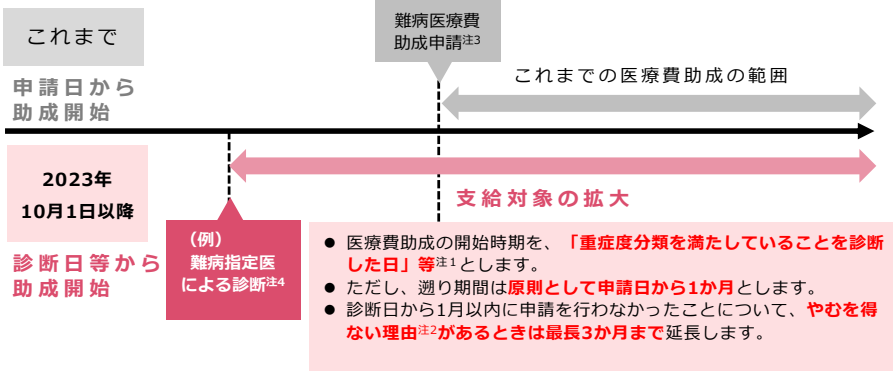 これまで
申請日から
助成開始
難病医療費
助成申請注3
これまでの医療費助成の範囲
2023年
10月1日以降
診断日等から
助成開始
(例)
難病指定医
による診断注4
支給対象の拡大
● 医療費助成の開始時期を、「重症度分類を満たしていることを診断
した日」等注1とします。
● ただし、遡り期間は原則として申請日から1か月とします。
● 診断日から1月以内に申請を行わなかったことについて、やむを得
ない理由注2があるときは最長3か月まで延長します。